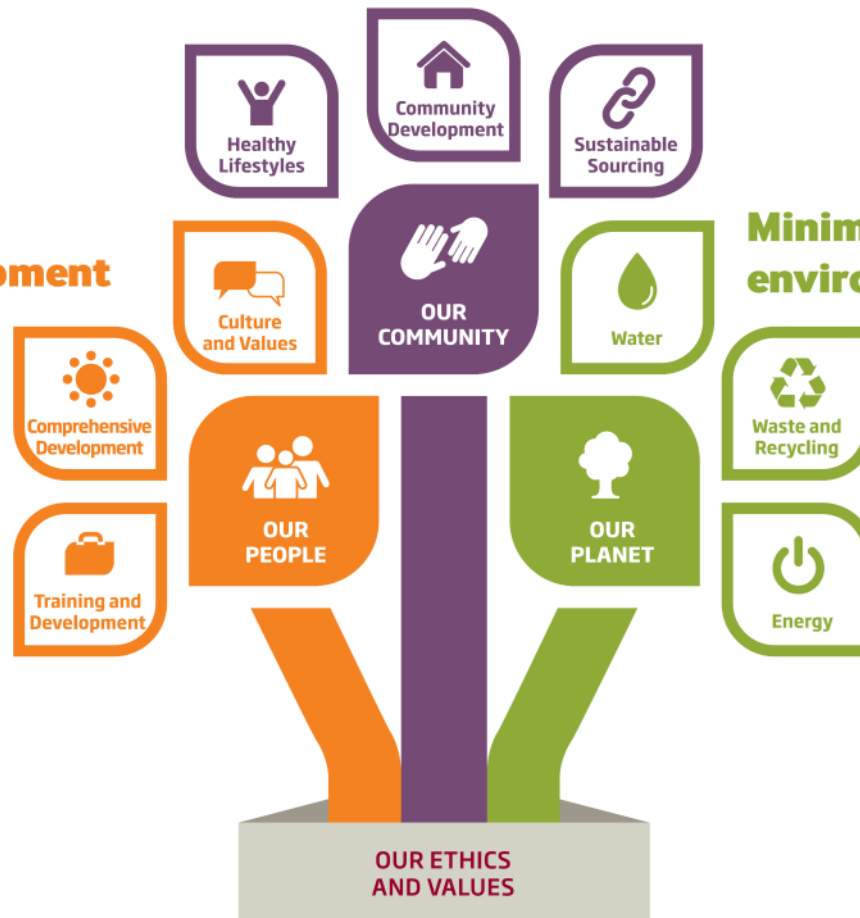 Healthy
Lifestyles
Community
Development
Sustainable
Sourcing
OUR
COMMUNITY
Culture
and Values
Comprehensive
Development
Training and
Development
OUR
PEOPLE
Water
Waste and
Recycling
Energy
OUR
PLANET
OUR ETHICS
AND VALUES